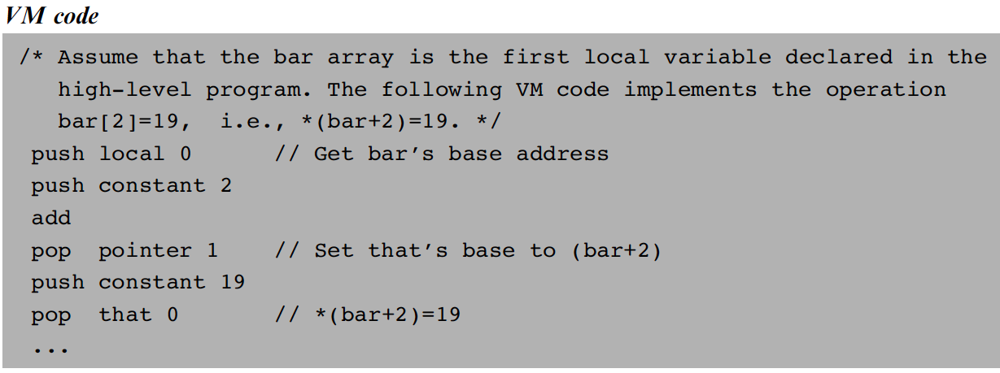 VM code
/* Assume that the bar array is the first local variable declared in the
high-level program. The following VM code implements the operation
bar[2]=19, i.e., *(bar+2)=19. */
push local 0 // Get bar’s base address
push constant 2
add
pop pointer 1 // Set that’s base to (bar+2)
push constant 19
pop that 0 // *(bar+2)=19
...